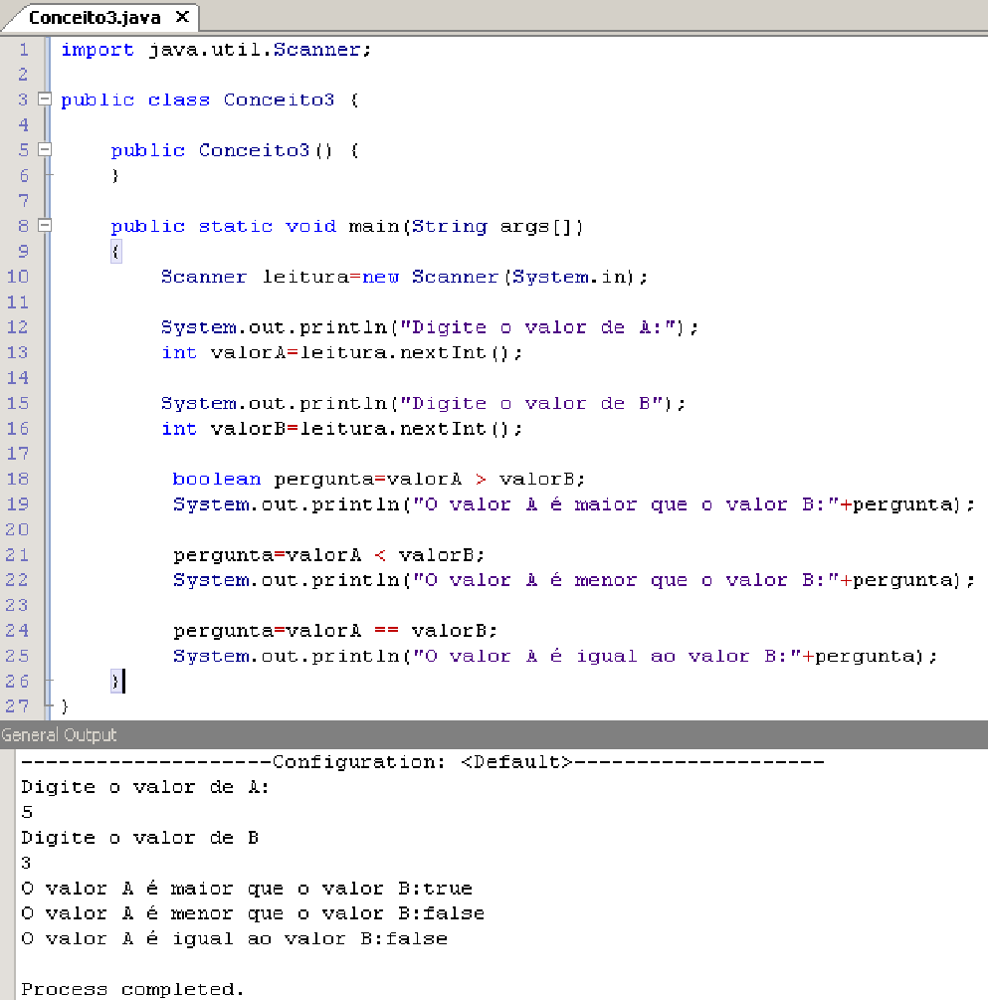 Conceito3.java ×
1 import java.util.Scanner;
2
3 public class Conceito3 {
4
5 public Conceito3() {
6 }
7
8 public static void main(String args[])
9 {
10 Scanner leitura=new Scanner(System.in);
11
12 System.out.println("Digite o valor de A:");
13 int valorA=leitura.nextInt();
14
15 System.out.println("Digite o valor de B");
16 int valorB=leitura.nextInt();
17
18 boolean pergunta=valorA > valorB;
19 System.out.println("O valor A é maior que o valor B:"+pergunta);
20
21 pergunta=valorA < valorB;
22 System.out.println("O valor A é menor que o valor B:"+pergunta);
23
24 pergunta=valorA == valorB;
25 System.out.println("O valor A é igual ao valor B:"+pergunta);
26 }
27 }
General Output
--------------------Configuration: <Default>--------------------
Digite o valor de A:
5
Digite o valor de B
3
O valor A é maior que o valor B:true
O valor A é menor que o valor B:false
O valor A é igual ao valor B:false
Process completed.